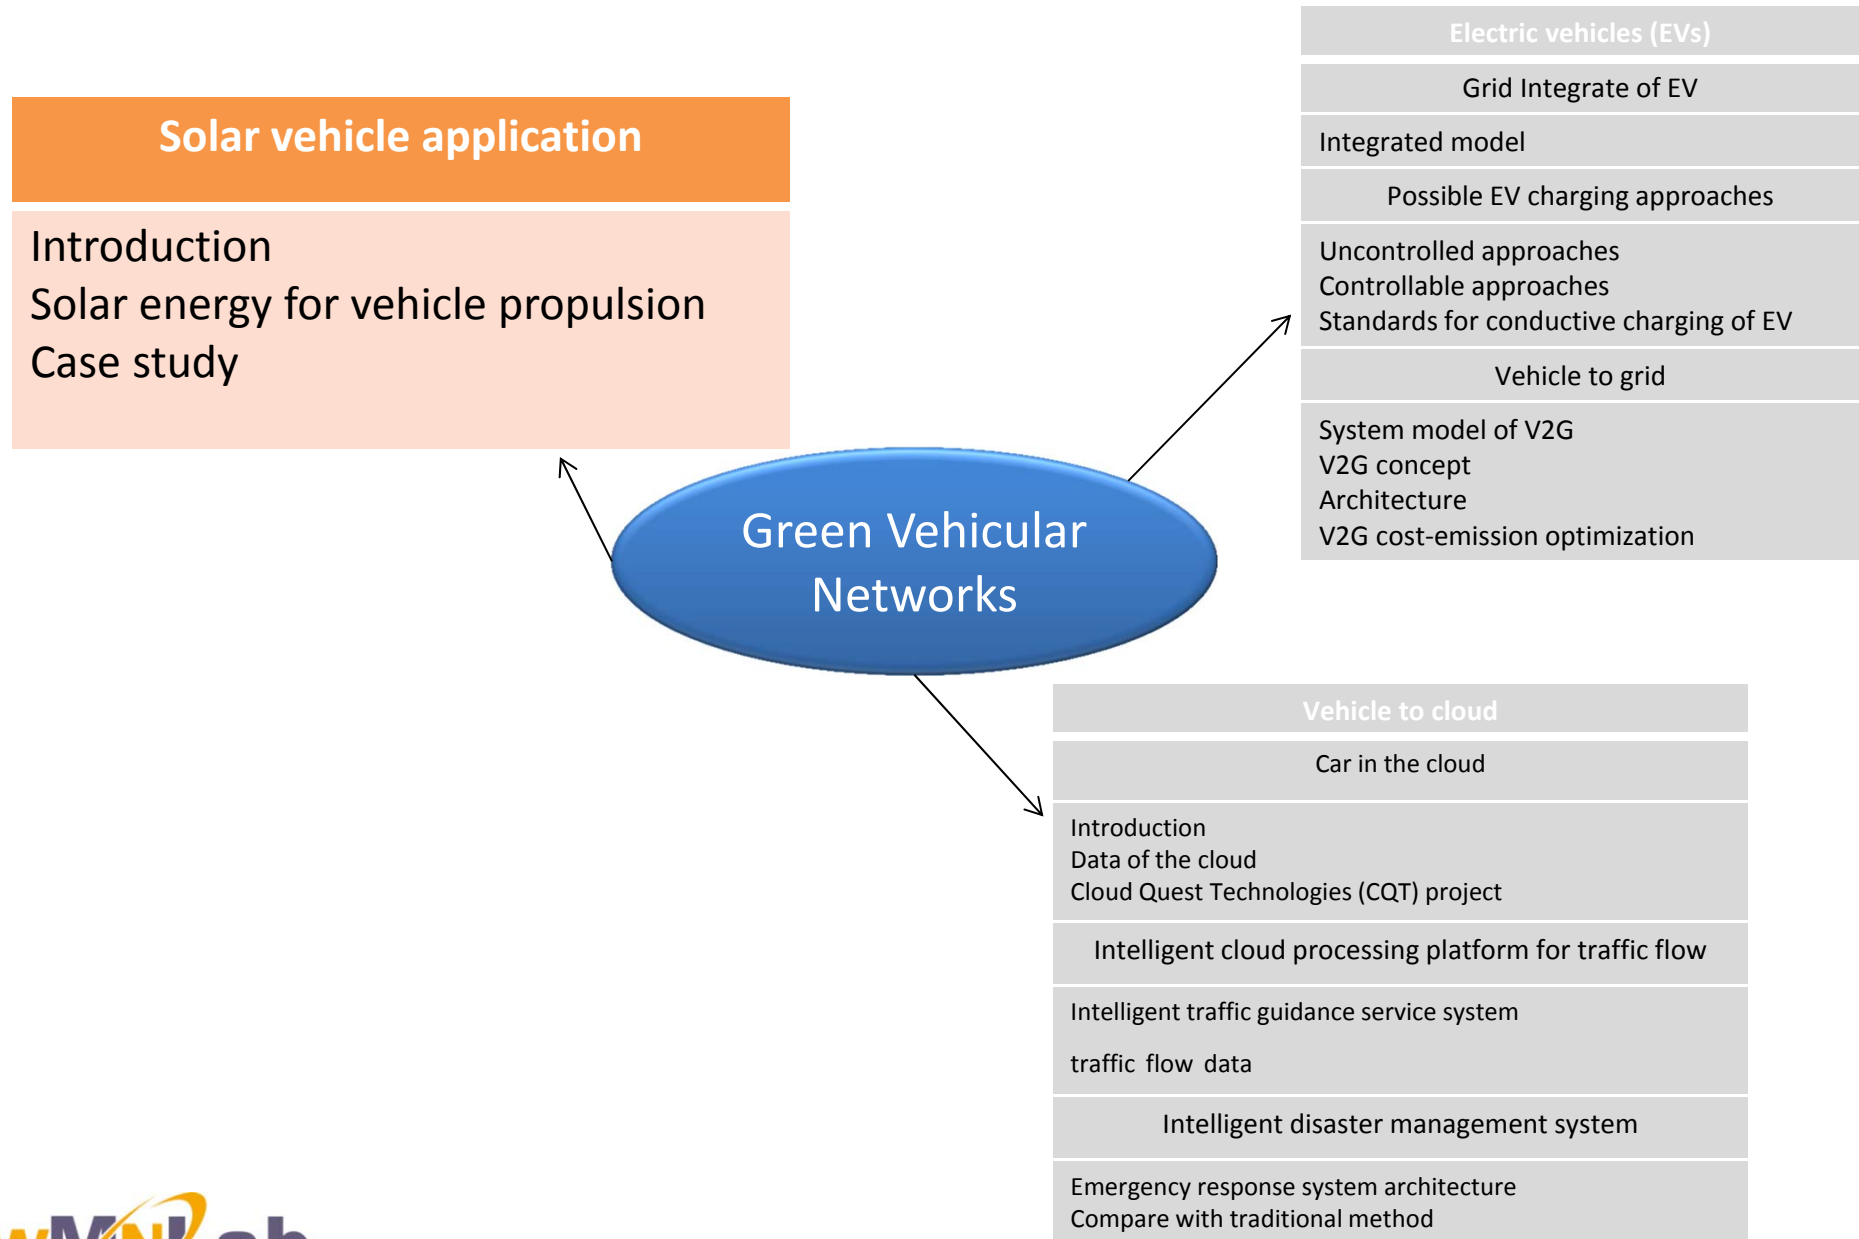 Electric vehicles (EVs)
Grid Integrate of EV
Integrated model
Possible EV charging approaches
Uncontrolled approaches
Controllable approaches
Standards for conductive charging of EV
Vehicle to grid
System model of V2G
V2G concept
Architecture
V2G cost-emission optimization
Solar vehicle application
Introduction
Solar energy for vehicle propulsion
Case study
Green Vehicular
Networks
Vehicle to cloud
Car in the cloud
Introduction
Data of the cloud
Cloud Quest Technologies (CQT) project
Intelligent cloud processing platform for traffic flow
Intelligent traffic guidance service system
traffic flow data
Intelligent disaster management system
Emergency response system architecture
Compare with traditional method